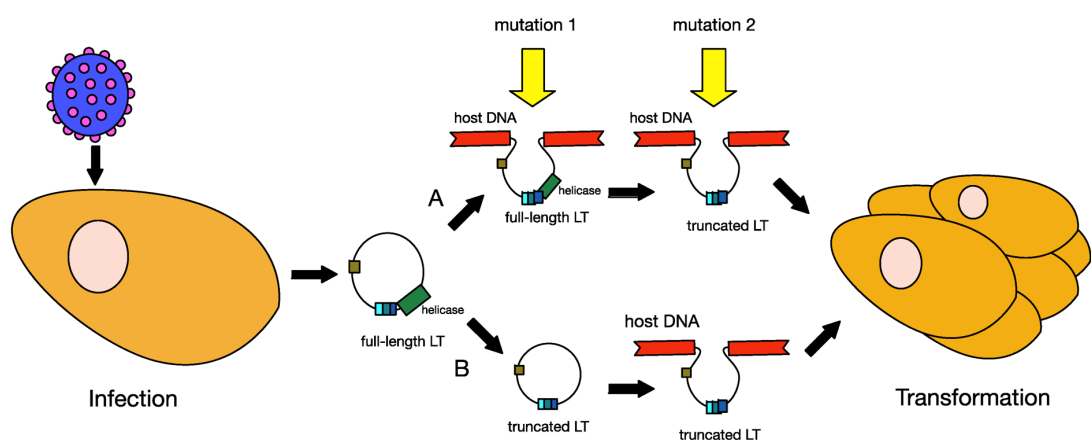 mutation 1
mutation 2
host DNA
host DNA
helicase
A
full-length LT
truncated LT
helicase
full-length LT
host DNA
B
Infection
truncated LT
truncated LT
Transformation